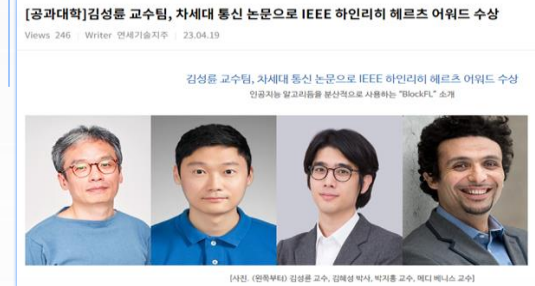 [공과대학]김성륜 교수팀, 차세대 통신 논문으로 IEEE 하인리히 헤르츠 어워드 수상
Views 246 Writer 연세기술지주 23.04.19
김성륜 교수팀, 차세대 통신 논문으로 IEEE 하인리히 헤르츠 어워드 수상
인공지능 알고리듬을 분산적으로 사용하는 “BlockFL” 소개
[사진. (왼쪽부터) 김성륜 교수, 김혜성 박사, 박지홍 교수, 메디 베니스 교수]